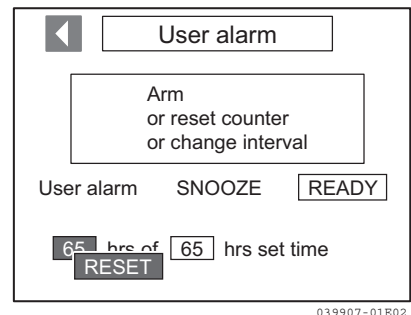 User alarm
Arm
or reset counter
or change interval
User alarm SNOOZE READY
65 hrs of 65 hrs set time
RESET
039907-01E02